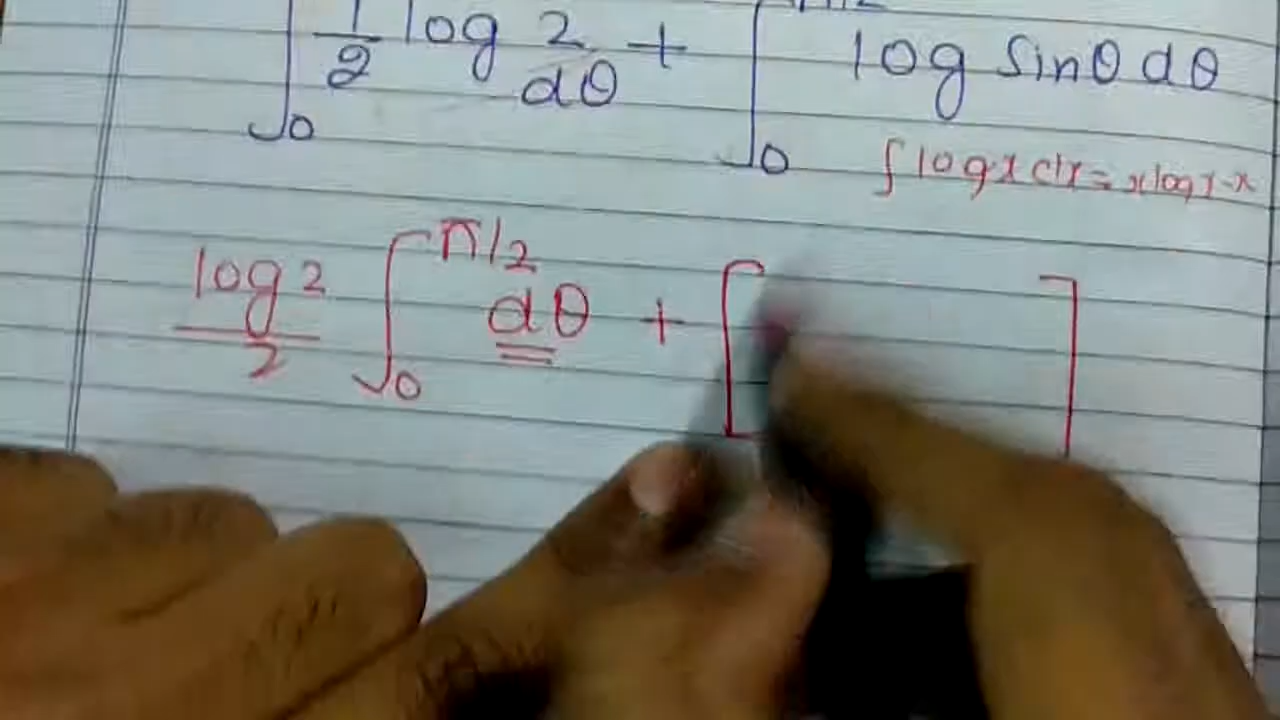 ∫₀ 1/2 log 2 dθ + ∫₀ log sinθ dθ
∫ log x dx = x log x - x
log 2 / 2 ∫₀^π/2 dθ + [ ]